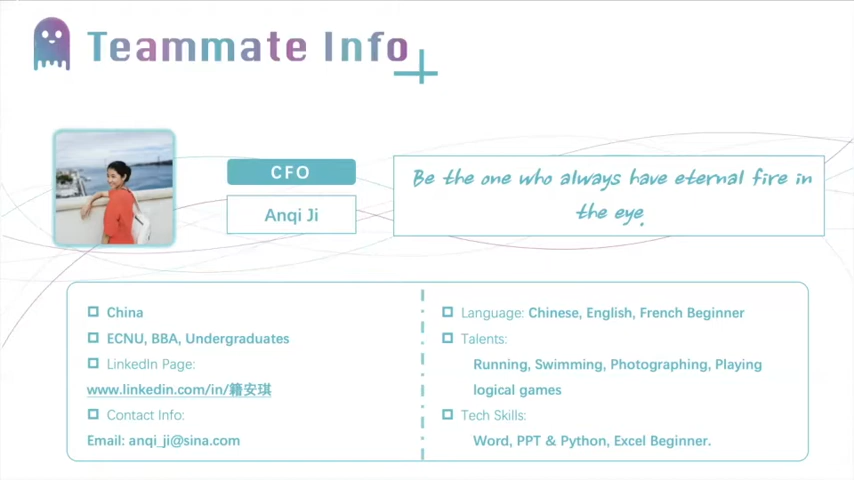 Teammate Info
CFO
Anqi Ji
Be the one who always have eternal fire in
the eye.
China
ECNU, BBA, Undergraduates
LinkedIn Page:
www.linkedin.com/in/籍安琪
Contact Info:
Email: anqi_ji@sina.com
Language: Chinese, English, French Beginner
Talents:
Running, Swimming, Photographing, Playing
logical games
Tech Skills:
Word, PPT & Python, Excel Beginner.